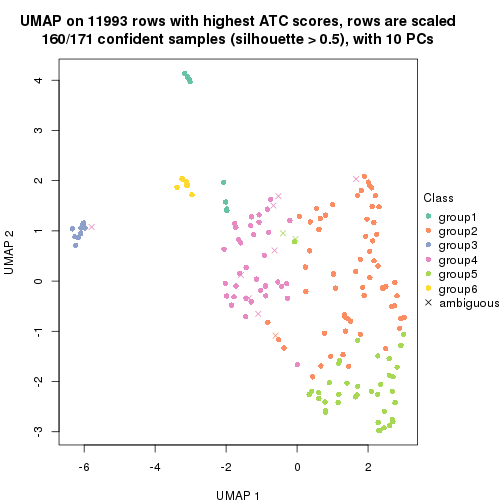 UMAP on 11993 rows with highest ATC scores, rows are scaled
160/171 confident samples (silhouette > 0.5), with 10 PCs
4
3
2
1
0
-1
-2
-3
UMAP 2
-6
-4
-2
0
2
UMAP 1
Class
group1
group2
group3
group4
group5
group6
ambiguous